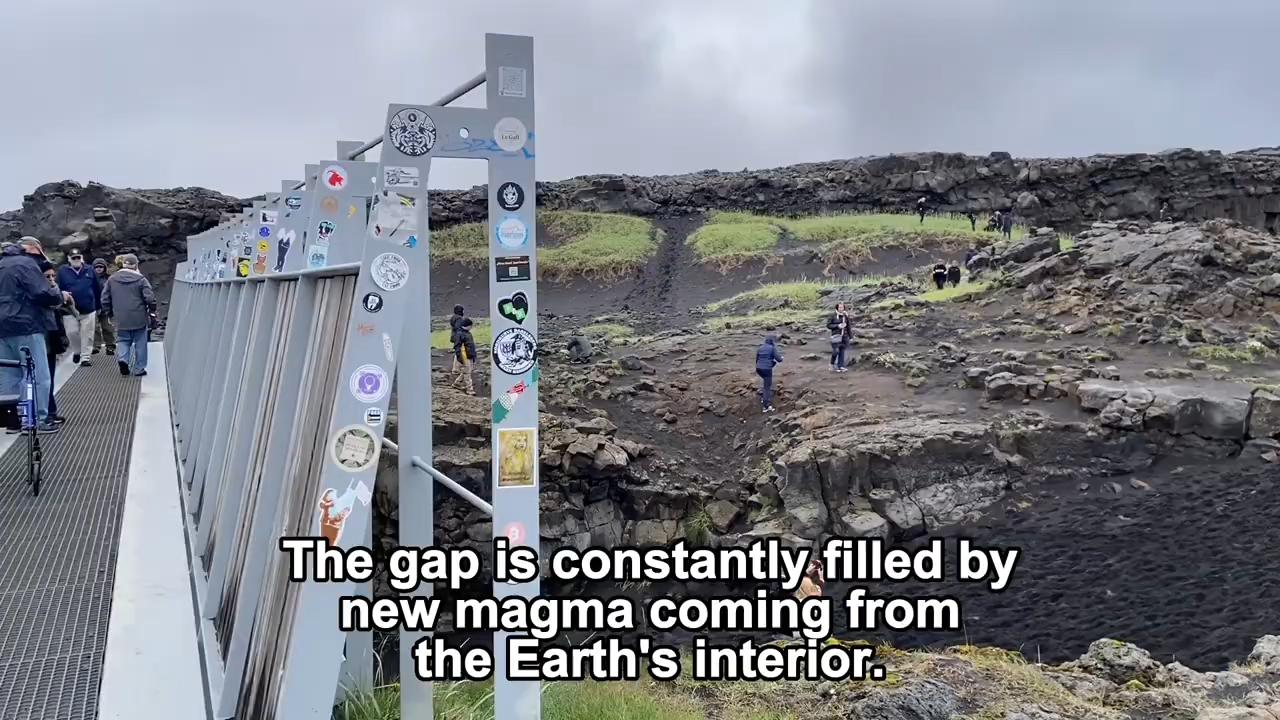 The gap is constantly filled by
new magma coming from
the Earth's interior.